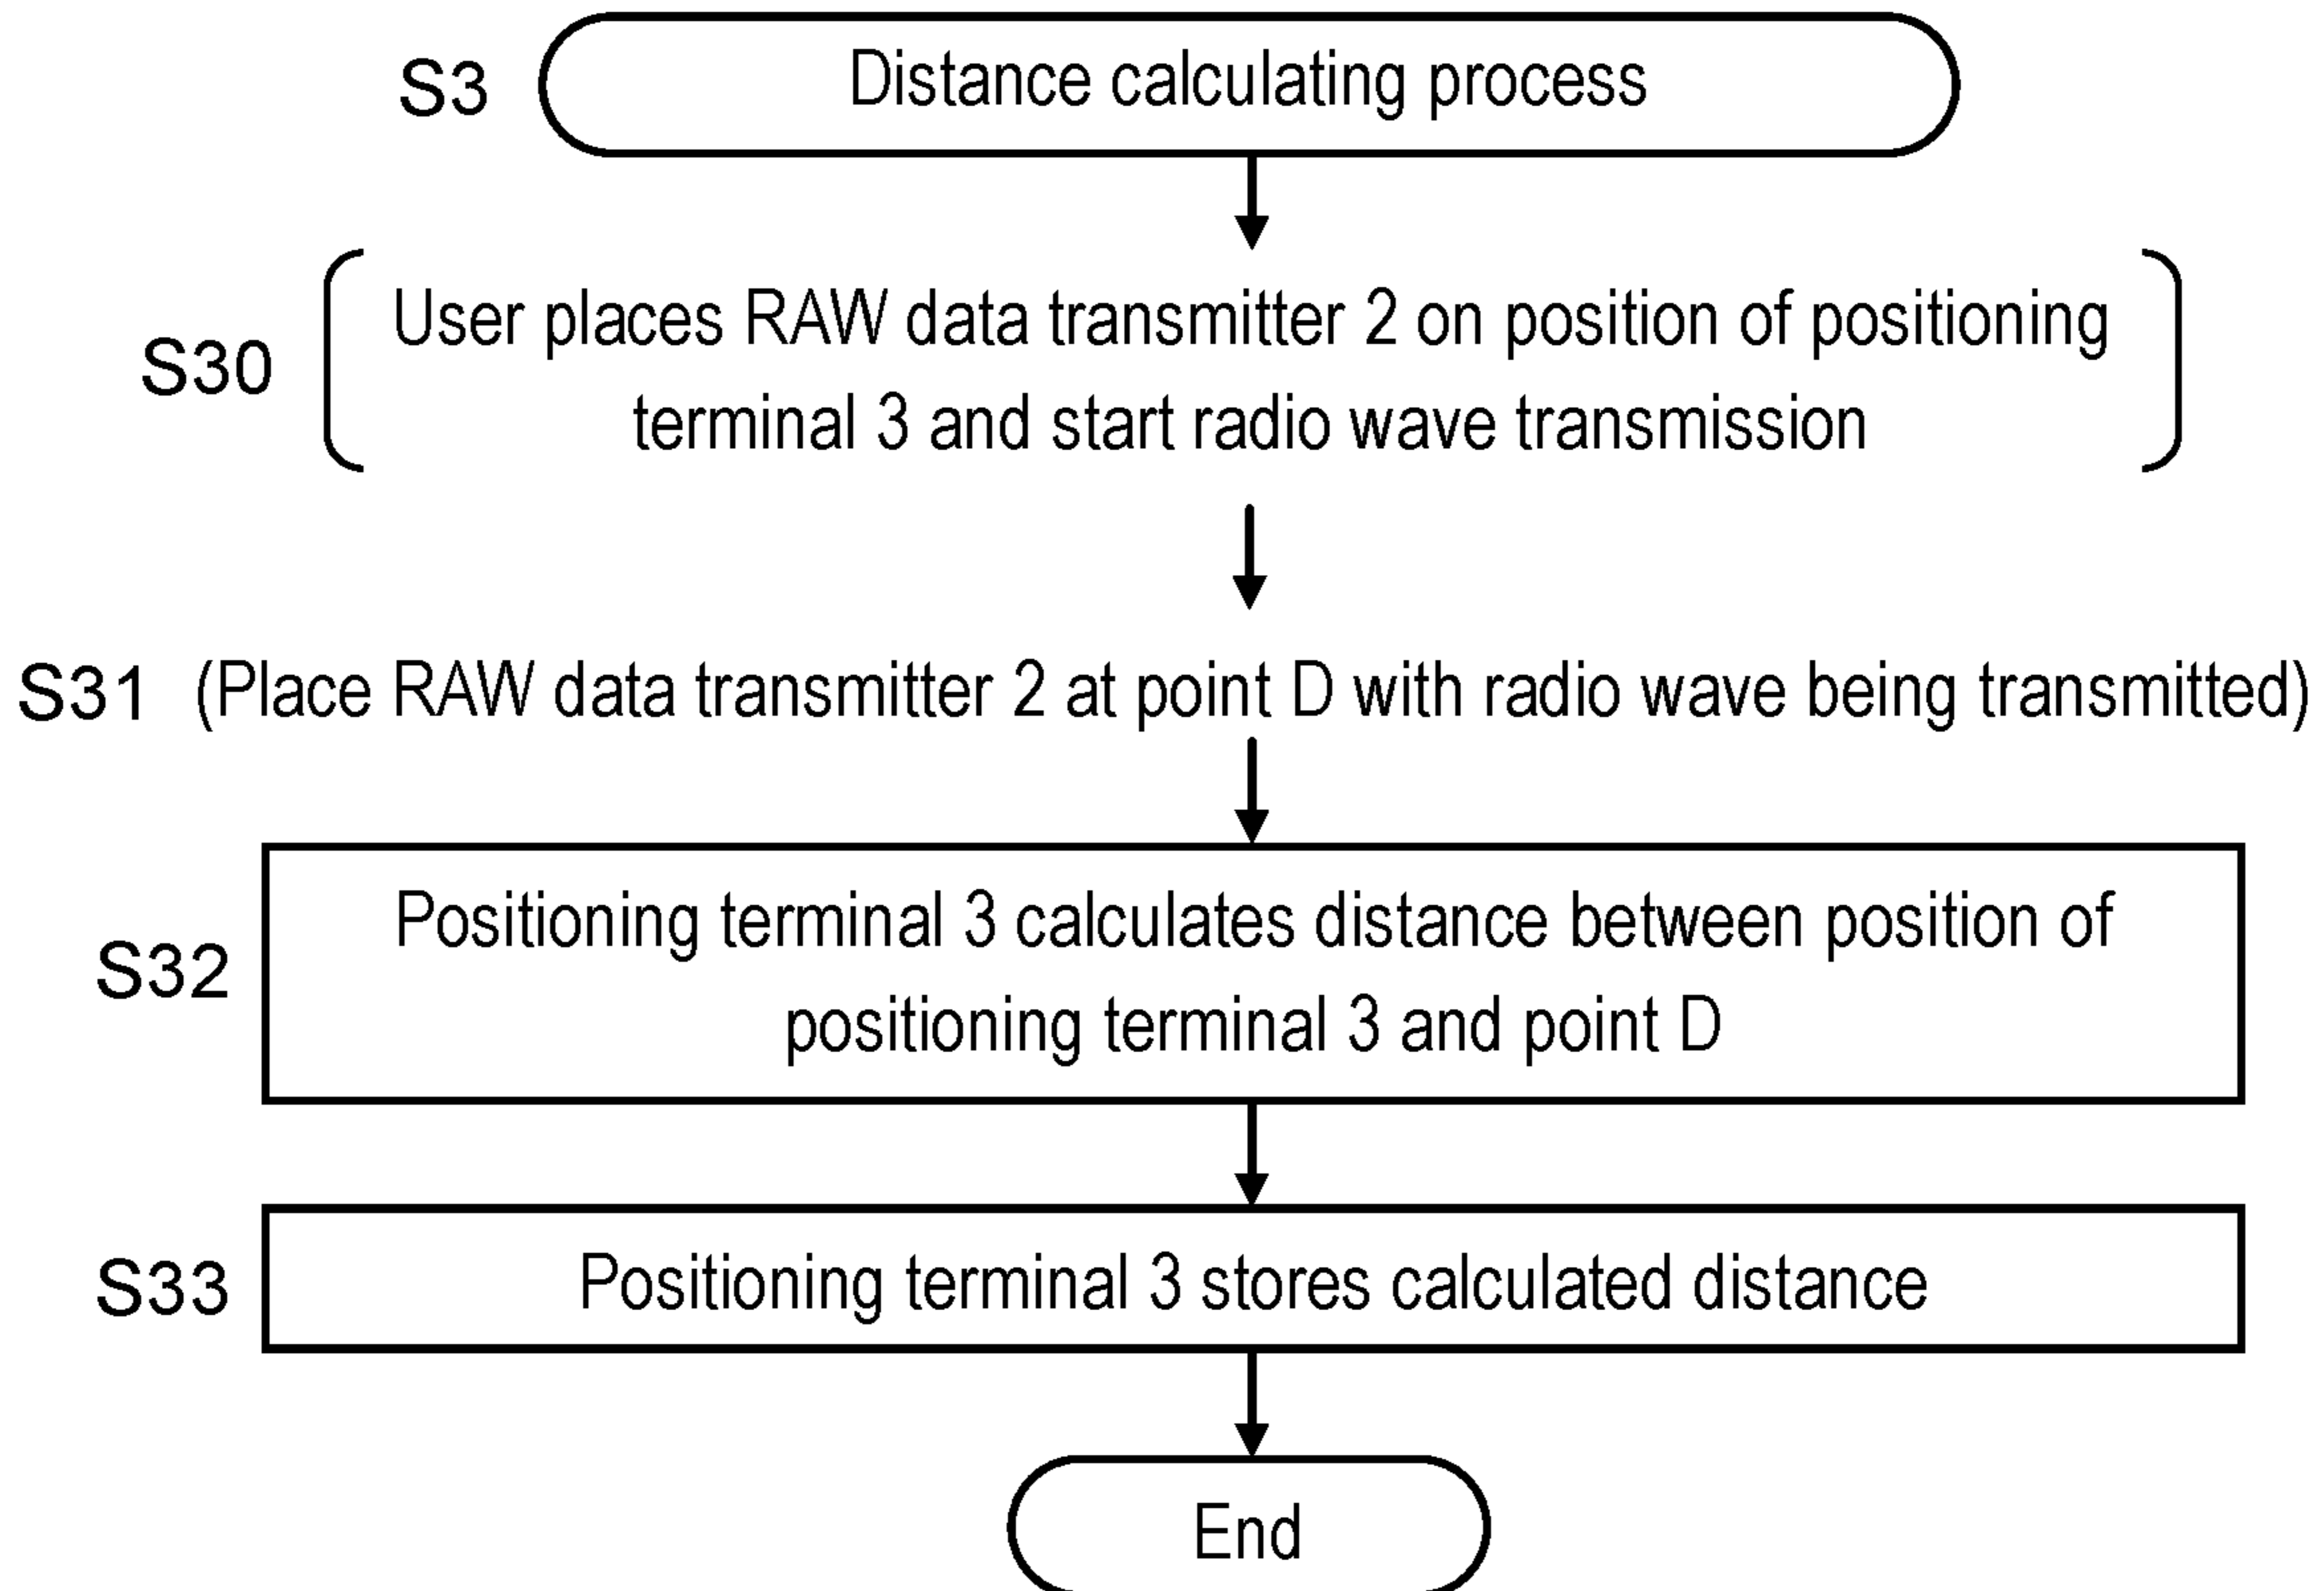 S3 Distance calculating process
User places RAW data transmitter 2 on position of positioning
S30
terminal 3 and start radio wave transmission
S31 (Place RAW data transmitter 2 at point D with radio wave being transmitted)
Positioning terminal 3 calculates distance between position of
S32
positioning terminal 3 and point D
S33 Positioning terminal 3 stores calculated distance
End